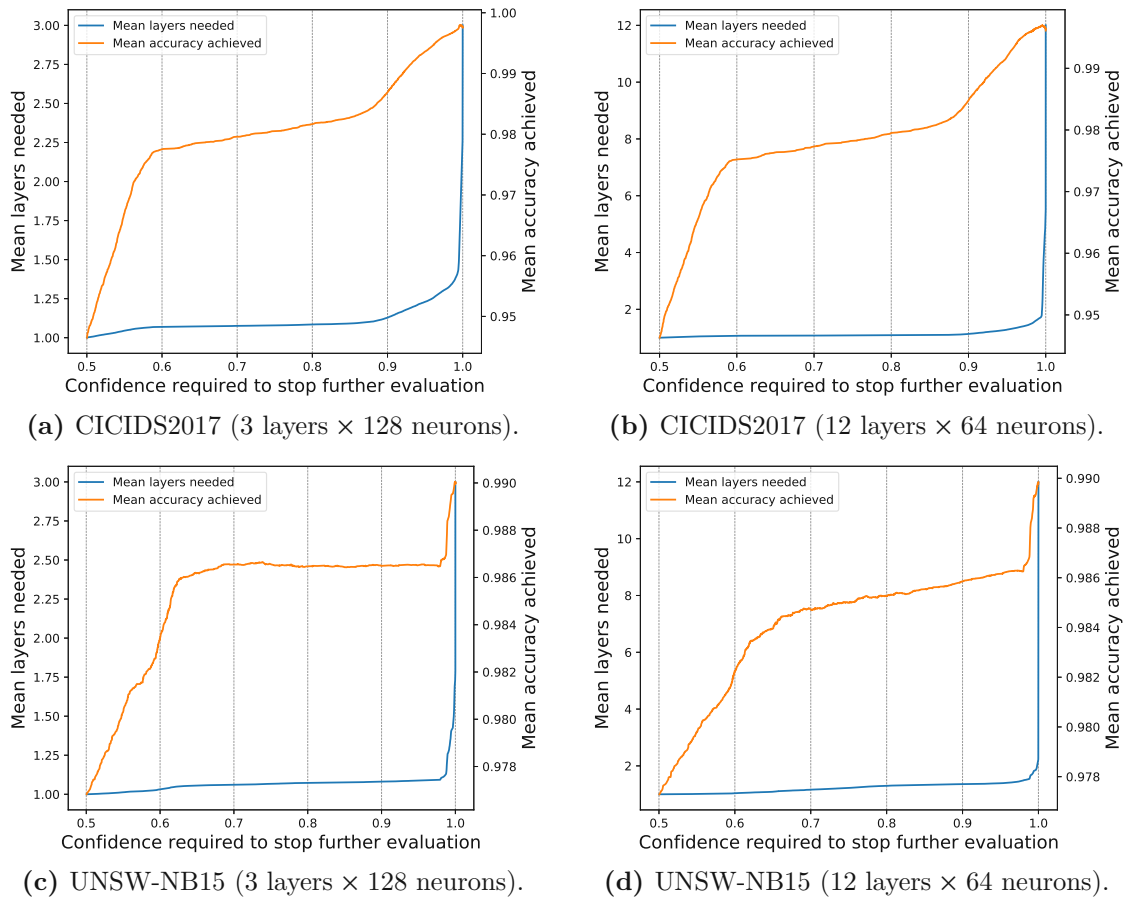 Mean layers needed
Mean accuracy achieved
3.00
2.75
2.50
2.25
2.00
1.75
1.50
1.25
1.00
Mean layers needed
1.00
0.99
0.98
0.97
0.96
0.95
Mean accuracy achieved
0.5 0.6 0.7 0.8 0.9 1.0
Confidence required to stop further evaluation
(a) CICIDS2017 (3 layers × 128 neurons).
Mean layers needed
Mean accuracy achieved
12
10
8
6
4
2
Mean layers needed
0.99
0.98
0.97
0.96
0.95
Mean accuracy achieved
0.5 0.6 0.7 0.8 0.9 1.0
Confidence required to stop further evaluation
(b) CICIDS2017 (12 layers × 64 neurons).
Mean layers needed
Mean accuracy achieved
3.00
2.75
2.50
2.25
2.00
1.75
1.50
1.25
1.00
Mean layers needed
0.990
0.988
0.986
0.984
0.982
0.980
0.978
Mean accuracy achieved
0.5 0.6 0.7 0.8 0.9 1.0
Confidence required to stop further evaluation
(c) UNSW-NB15 (3 layers × 128 neurons).
Mean layers needed
Mean accuracy achieved
12
10
8
6
4
2
Mean layers needed
0.990
0.988
0.986
0.984
0.982
0.980
0.978
Mean accuracy achieved
0.5 0.6 0.7 0.8 0.9 1.0
Confidence required to stop further evaluation
(d) UNSW-NB15 (12 layers × 64 neurons).